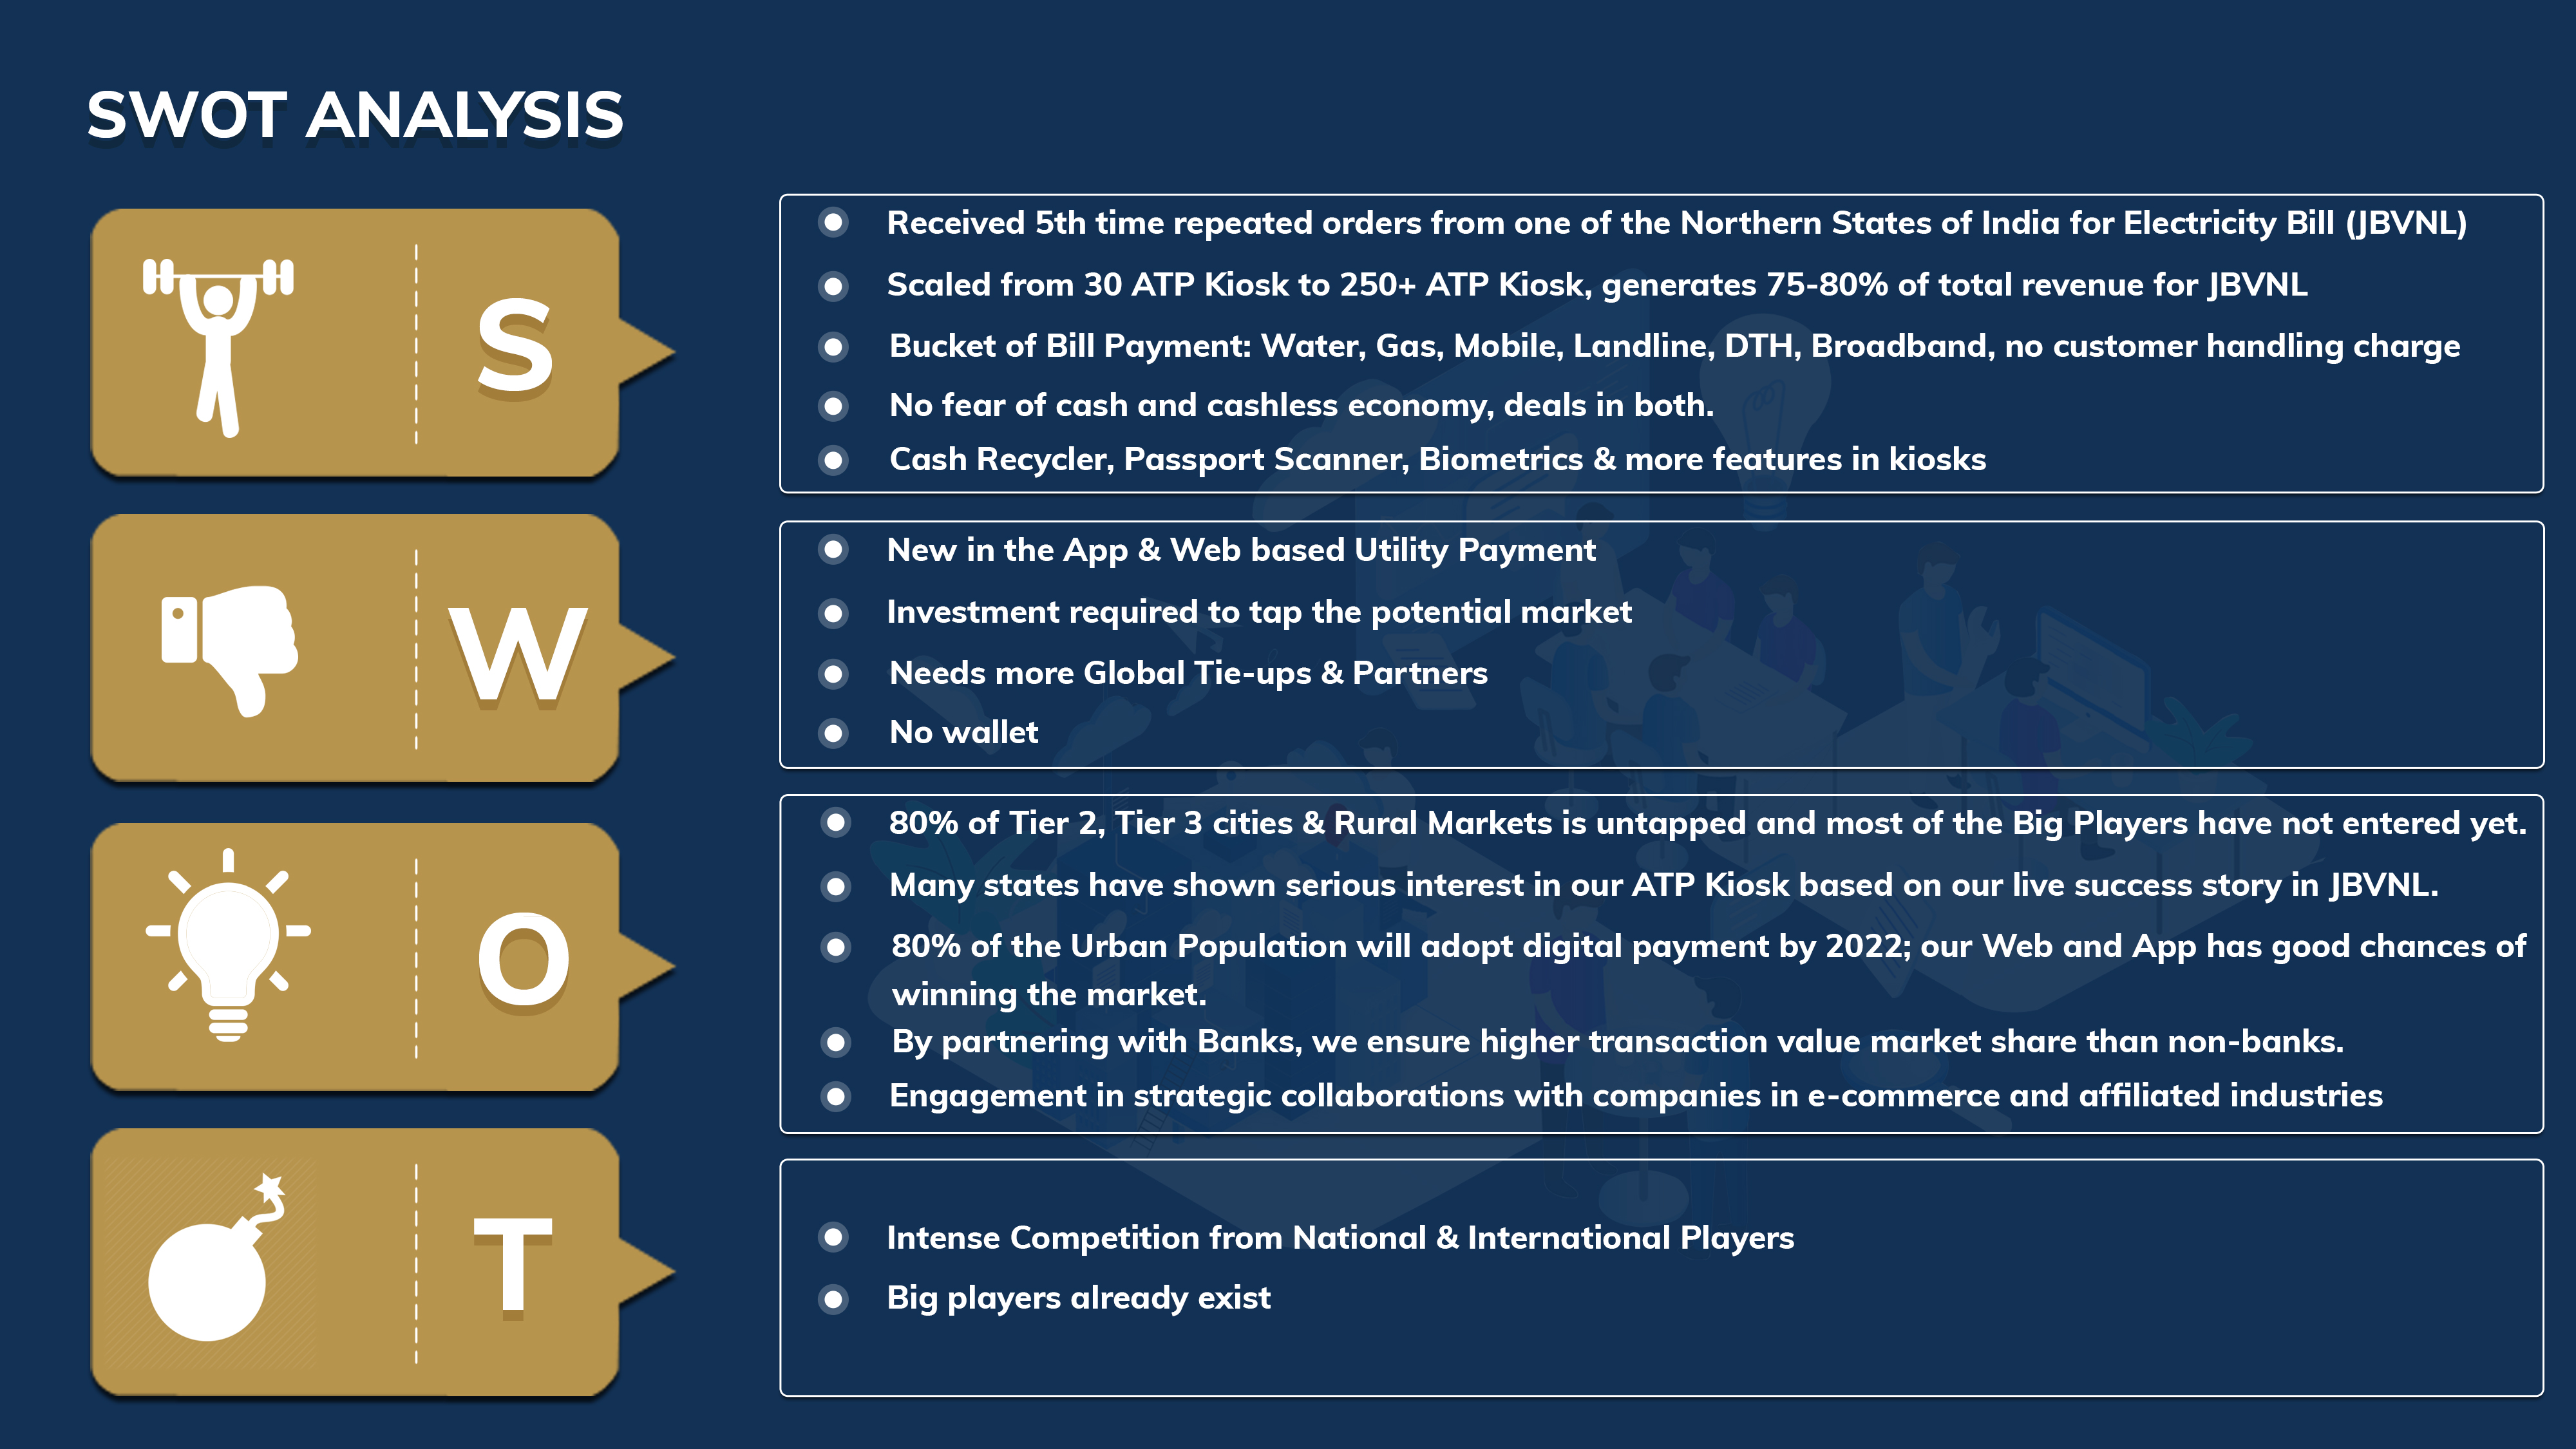 SWOT ANALYSIS
S
Received 5th time repeated orders from one of the Northern States of India for Electricity Bill (JBVNL)
Scaled from 30 ATP Kiosk to 250+ ATP Kiosk, generates 75-80% of total revenue for JBVNL
Bucket of Bill Payment: Water, Gas, Mobile, Landline, DTH, Broadband, no customer handling charge
No fear of cash and cashless economy, deals in both.
Cash Recycler, Passport Scanner, Biometrics & more features in kiosks
W
New in the App & Web based Utility Payment
Investment required to tap the potential market
Needs more Global Tie-ups & Partners
No wallet
O
80% of Tier 2, Tier 3 cities & Rural Markets is untapped and most of the Big Players have not entered yet.
Many states have shown serious interest in our ATP Kiosk based on our live success story in JBVNL.
80% of the Urban Population will adopt digital payment by 2022; our Web and App has good chances of
winning the market.
By partnering with Banks, we ensure higher transaction value market share than non-banks.
Engagement in strategic collaborations with companies in e-commerce and affiliated industries
T
Intense Competition from National & International Players
Big players already exist